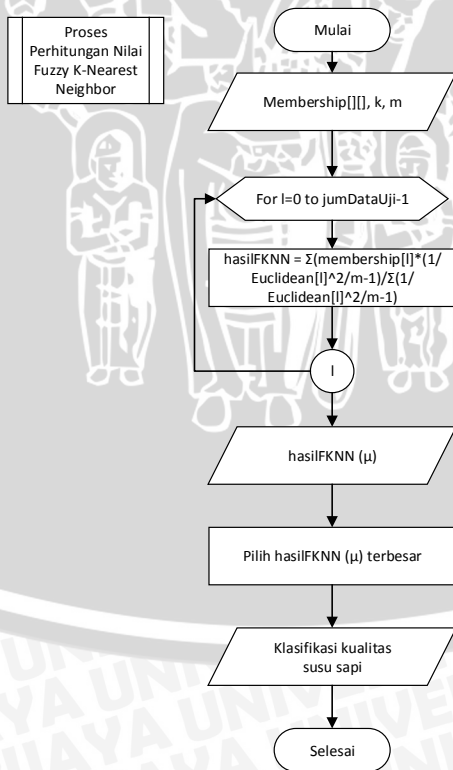 Proses
Perhitungan Nilai
Fuzzy K-Nearest
Neighbor
Mulai
Membership[][], k, m
For l=0 to jumDataUji-1
hasilFKNN = Σ(membership[l]*(1/
Euclidean[l]^2/m-1)/Σ(1/
Euclidean[l]^2/m-1)
l
hasilFKNN (μ)
Pilih hasilFKNN (μ) terbesar
Klasifikasi kualitas
susu sapi
Selesai